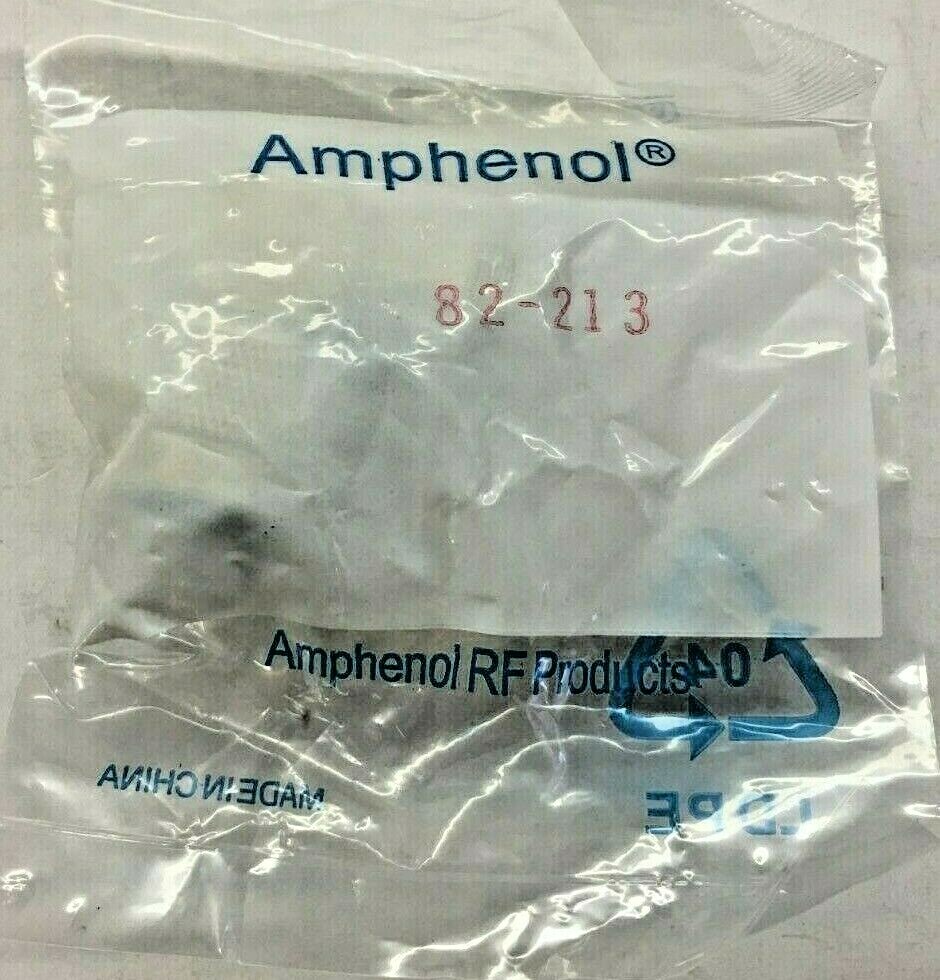 Amphenol®
82-213
Amphenol RF Products
04
MADE IN CHINA
LDPE